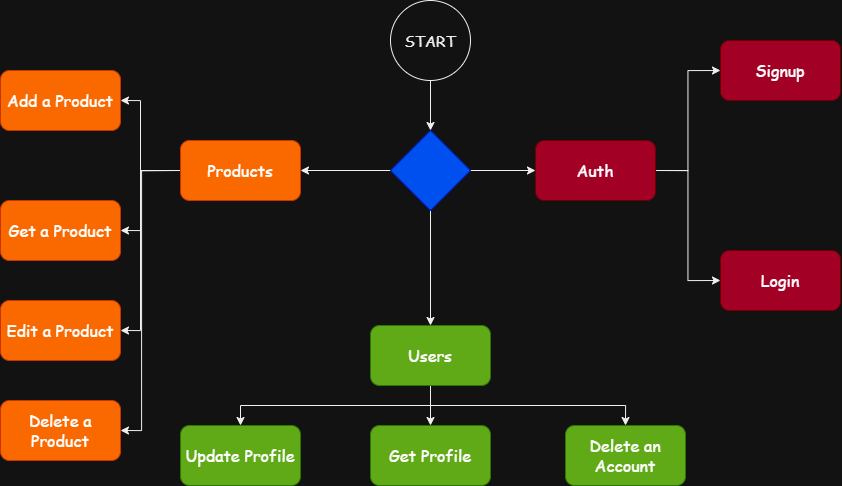 START
Signup
Add a Product
Products
Auth
Get a Product
Login
Edit a Product
Users
Delete a
Product
Update Profile
Get Profile
Delete an
Account